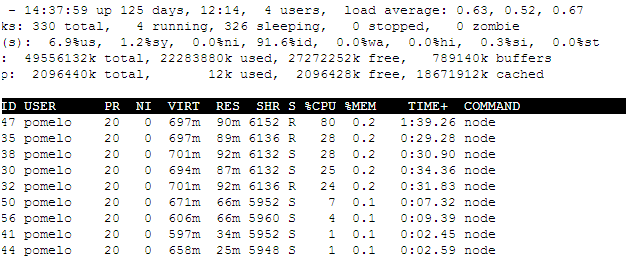 - 14:37:59 up 125 days, 12:14, 4 users, load average: 0.63, 0.52, 0.67
ks: 330 total, 4 running, 326 sleeping, 0 stopped, 0 zombie
(s): 6.9%us, 1.2%sy, 0.0%ni, 91.6%id, 0.0%wa, 0.0%hi, 0.3%si, 0.0%st
: 49556132k total, 22283880k used, 27272252k free, 789140k buffers
p: 2096440k total, 12k used, 2096428k free, 18671912k cached
ID USER PR NI VIRT RES SHR S %CPU %MEM TIME+ COMMAND
47 pomelo 20 0 697m 90m 6152 R 80 0.2 1:39.26 node
35 pomelo 20 0 697m 89m 6136 R 28 0.2 0:29.28 node
38 pomelo 20 0 701m 92m 6132 S 28 0.2 0:30.90 node
30 pomelo 20 0 694m 87m 6132 S 25 0.2 0:34.36 node
32 pomelo 20 0 701m 92m 6136 R 24 0.2 0:31.83 node
50 pomelo 20 0 671m 66m 5952 S 7 0.1 0:07.32 node
56 pomelo 20 0 606m 66m 5960 S 4 0.1 0:09.39 node
41 pomelo 20 0 597m 34m 5952 S 1 0.1 0:02.45 node
44 pomelo 20 0 658m 25m 5948 S 1 0.1 0:02.59 node